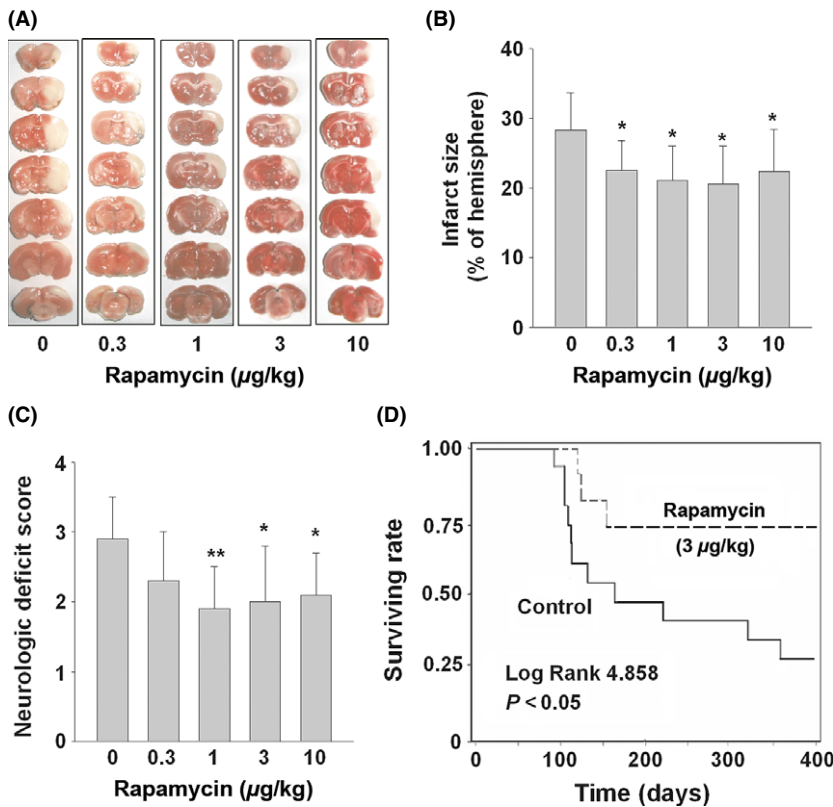 (A)
0 0.3 1 3 10
Rapamycin (µg/kg)
(B)
Infarct size
(% of hemisphere)
40
30
20
10
0
* * * *
0 0.3 1 3 10
Rapamycin (µg/kg)
(C)
Neurologic deficit score
4
3
2
1
0
** * *
0 0.3 1 3 10
Rapamycin (µg/kg)
(D)
Surviving rate
1.00
0.75
0.50
0.25
0
Rapamycin
(3 µg/kg)
Control
Log Rank 4.858
P < 0.05
0 100 200 300 400
Time (days)